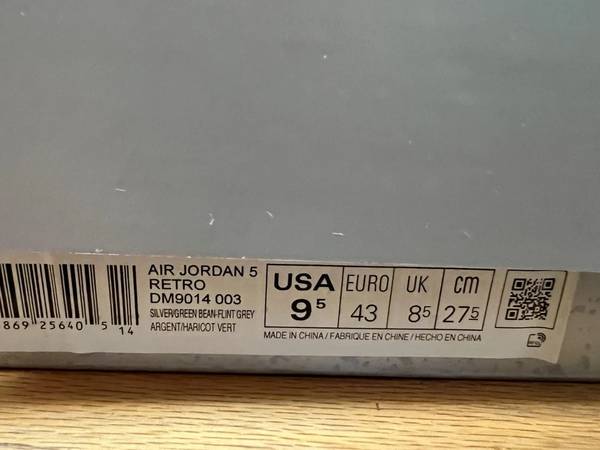 AIR JORDAN 5
RETRO
DM9014 003
SILVER/GREEN BEAN-FLINT GREY
ARGENT/HARICOT VERT
869 25640 5 14
USA EURO UK cm
9⁵ 43 8⁵ 27⁵
MADE IN CHINA / FABRIQUE EN CHINE / HECHO EN CHINA